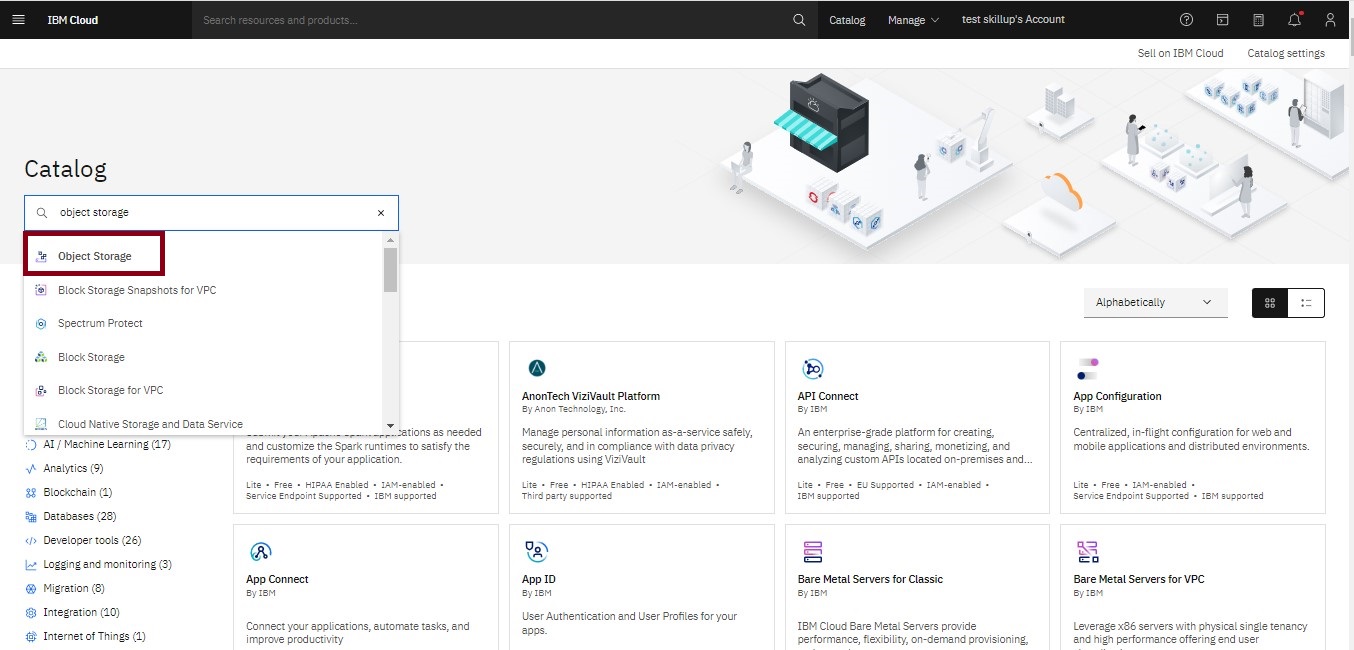 IBM Cloud
Search resources and products...
Catalog
Manage
test skillup's Account
Sell on IBM Cloud
Catalog settings
Catalog
object storage
Object Storage
Block Storage Snapshots for VPC
Spectrum Protect
Block Storage
Block Storage for VPC
Cloud Native Storage and Data Service
AI / Machine Learning (17)
Analytics (9)
Blockchain (1)
Databases (28)
Developer tools (26)
Logging and monitoring (3)
Migration (8)
Integration (10)
Internet of Things (1)
Alphabetically
applications as needed
and customize the Spark runtimes to satisfy the
requirements of your application.
Lite • Free • HIPAA Enabled • IAM-enabled •
Service Endpoint Supported • IBM supported
AnonTech ViziVault Platform
By Anon Technology, Inc.
Manage personal information as-a-service safely,
securely, and in compliance with data privacy
regulations using ViziVault
Lite • Free • HIPAA Enabled • IAM-enabled •
Third party supported
API Connect
By IBM
An enterprise-grade platform for creating,
securing, managing, sharing, monetizing, and
analyzing custom APIs located on-premises and...
Lite • Free • EU Supported • IAM-enabled •
IBM supported
App Configuration
By IBM
Centralized, in-flight configuration for web and
mobile applications and distributed environments.
Lite • Free • IAM-enabled •
Service Endpoint Supported • IBM supported
App Connect
By IBM
Connect your applications, automate tasks, and
improve productivity
App ID
By IBM
User Authentication and User Profiles for your
apps.
Bare Metal Servers for Classic
By IBM
IBM Cloud Bare Metal Servers provide
performance, flexibility, on-demand provisioning,
Bare Metal Servers for VPC
By IBM
Leverage x86 servers with physical single tenancy
and high performance offering end user